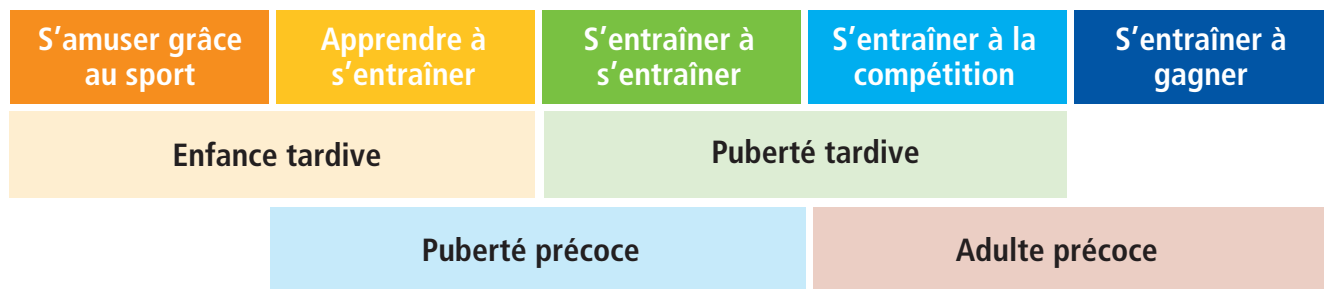 S’amuser grâce
au sport
Apprendre à
s’entraîner
S’entraîner à
s’entraîner
S’entraîner à la
compétition
S’entraîner à
gagner
Enfance tardive
Puberté tardive
Puberté précoce
Adulte précoce